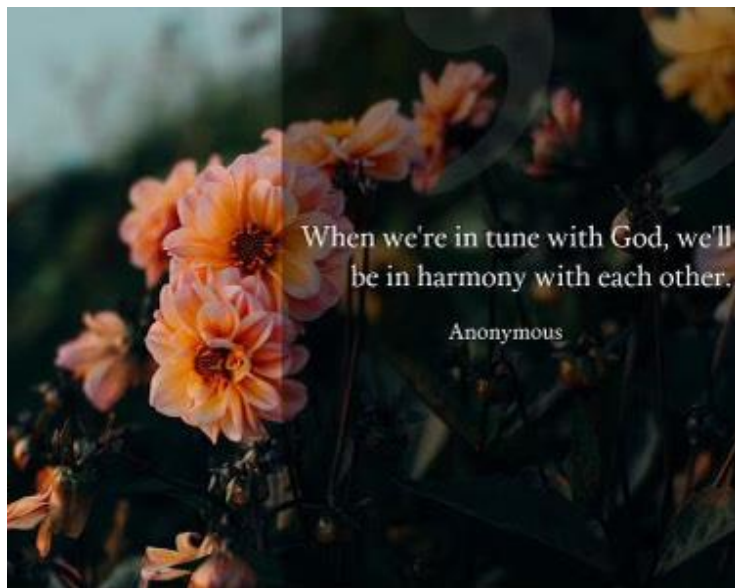 When we're in tune with God, we'll
be in harmony with each other.
Anonymous